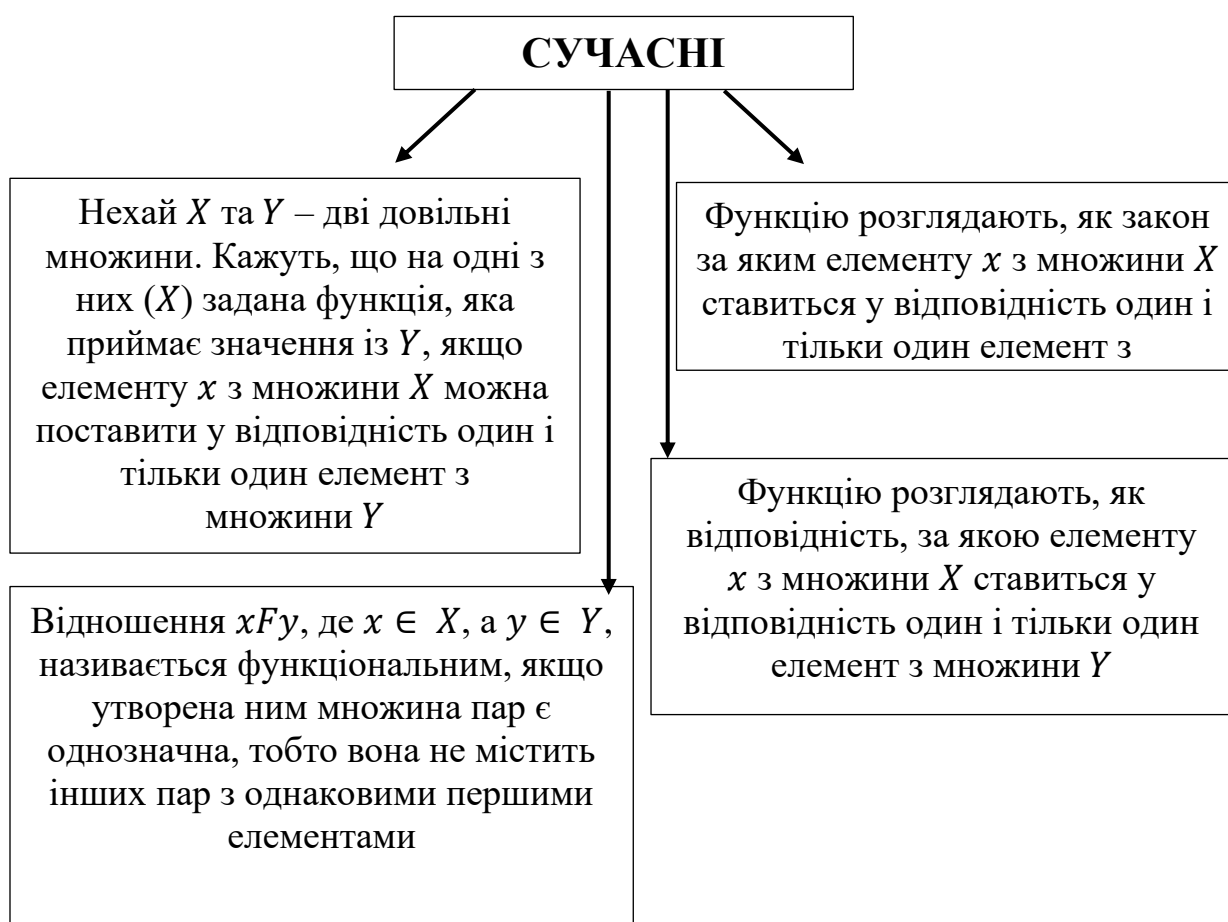 СУЧАСНІ
Нехай X та Y – дві довільні
множини. Кажуть, що на одні з
них (X) задана функція, яка
приймає значення із Y, якщо
елементу x з множини X можна
поставити у відповідність один і
тільки один елемент з
множини Y
Функцію розглядають, як закон
за яким елементу x з множини X
ставиться у відповідність один і
тільки один елемент з
Функцію розглядають, як
відповідність, за якою елементу
x з множини X ставиться у
відповідність один і тільки один
елемент з множини Y
Відношення xFy, де x ∈ X, а y ∈ Y,
називається функціональним, якщо
утворена ним множина пар є
однозначна, тобто вона не містить
інших пар з однаковими першими
елементами